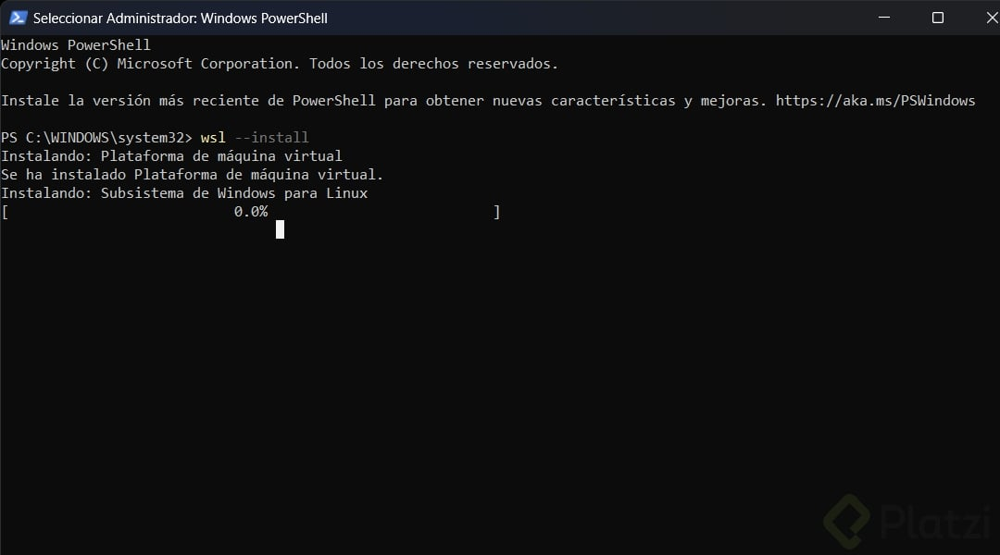 Seleccionar Administrador: Windows PowerShell
Windows PowerShell
Copyright (C) Microsoft Corporation. Todos los derechos reservados.
Instale la versión más reciente de PowerShell para obtener nuevas características y mejoras. https://aka.ms/PSWindows
PS C:\WINDOWS\system32> wsl --install
Instalando: Plataforma de máquina virtual
Se ha instalado Plataforma de máquina virtual.
Instalando: Subsistema de Windows para Linux
[                           0.0%                           ]
Platzi